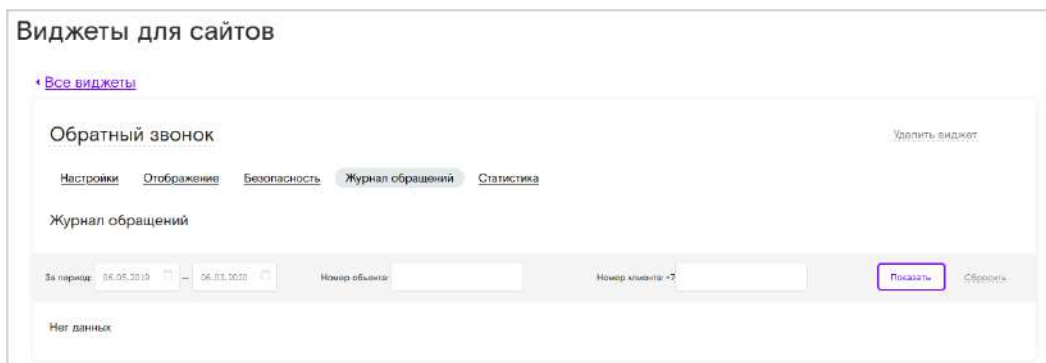 Виджеты для сайтов
Все виджеты
Обратный звонок
Удалить виджет
Настройки Отображение Безопасность Журнал обращений Статистика
Журнал обращений
За период: — Номер объекта: Номер клиента: +7 Показать Сбросить
Нет данных